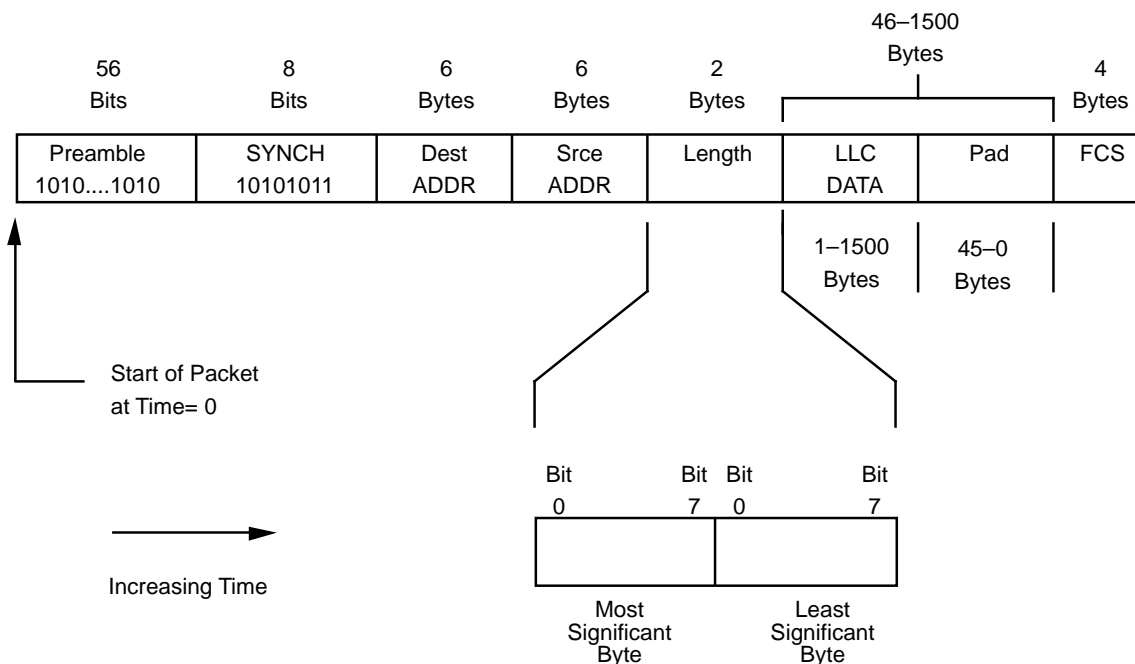 46–1500
Bytes
56
Bits
8
Bits
6
Bytes
6
Bytes
2
Bytes
4
Bytes
Preamble
1010....1010
SYNCH
10101011
Dest
ADDR
Srce
ADDR
Length
LLC
DATA
Pad
FCS
1–1500
Bytes
45–0
Bytes
Start of Packet
at Time= 0
Bit
0
Bit
7
Bit
0
Bit
7
Increasing Time
Most
Significant
Byte
Least
Significant
Byte